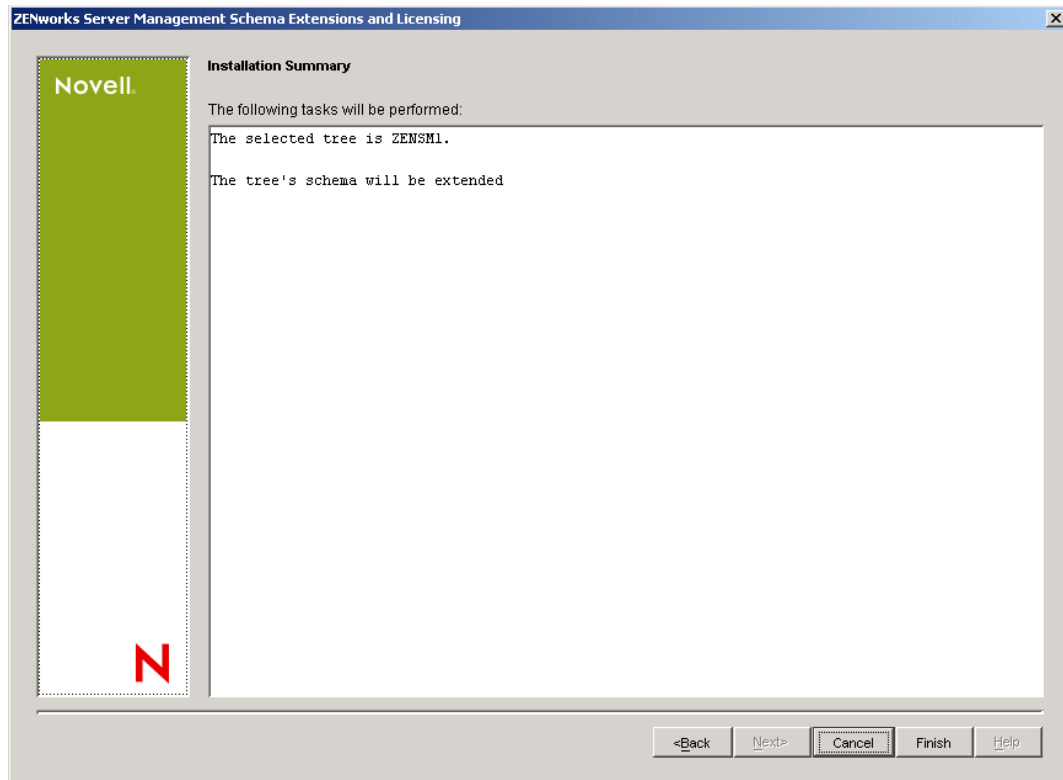 ZENworks Server Management Schema Extensions and Licensing
Novell.
Installation Summary
The following tasks will be performed:
The selected tree is ZENSM1.
The tree's schema will be extended
N
<Back Next> Cancel Finish Help